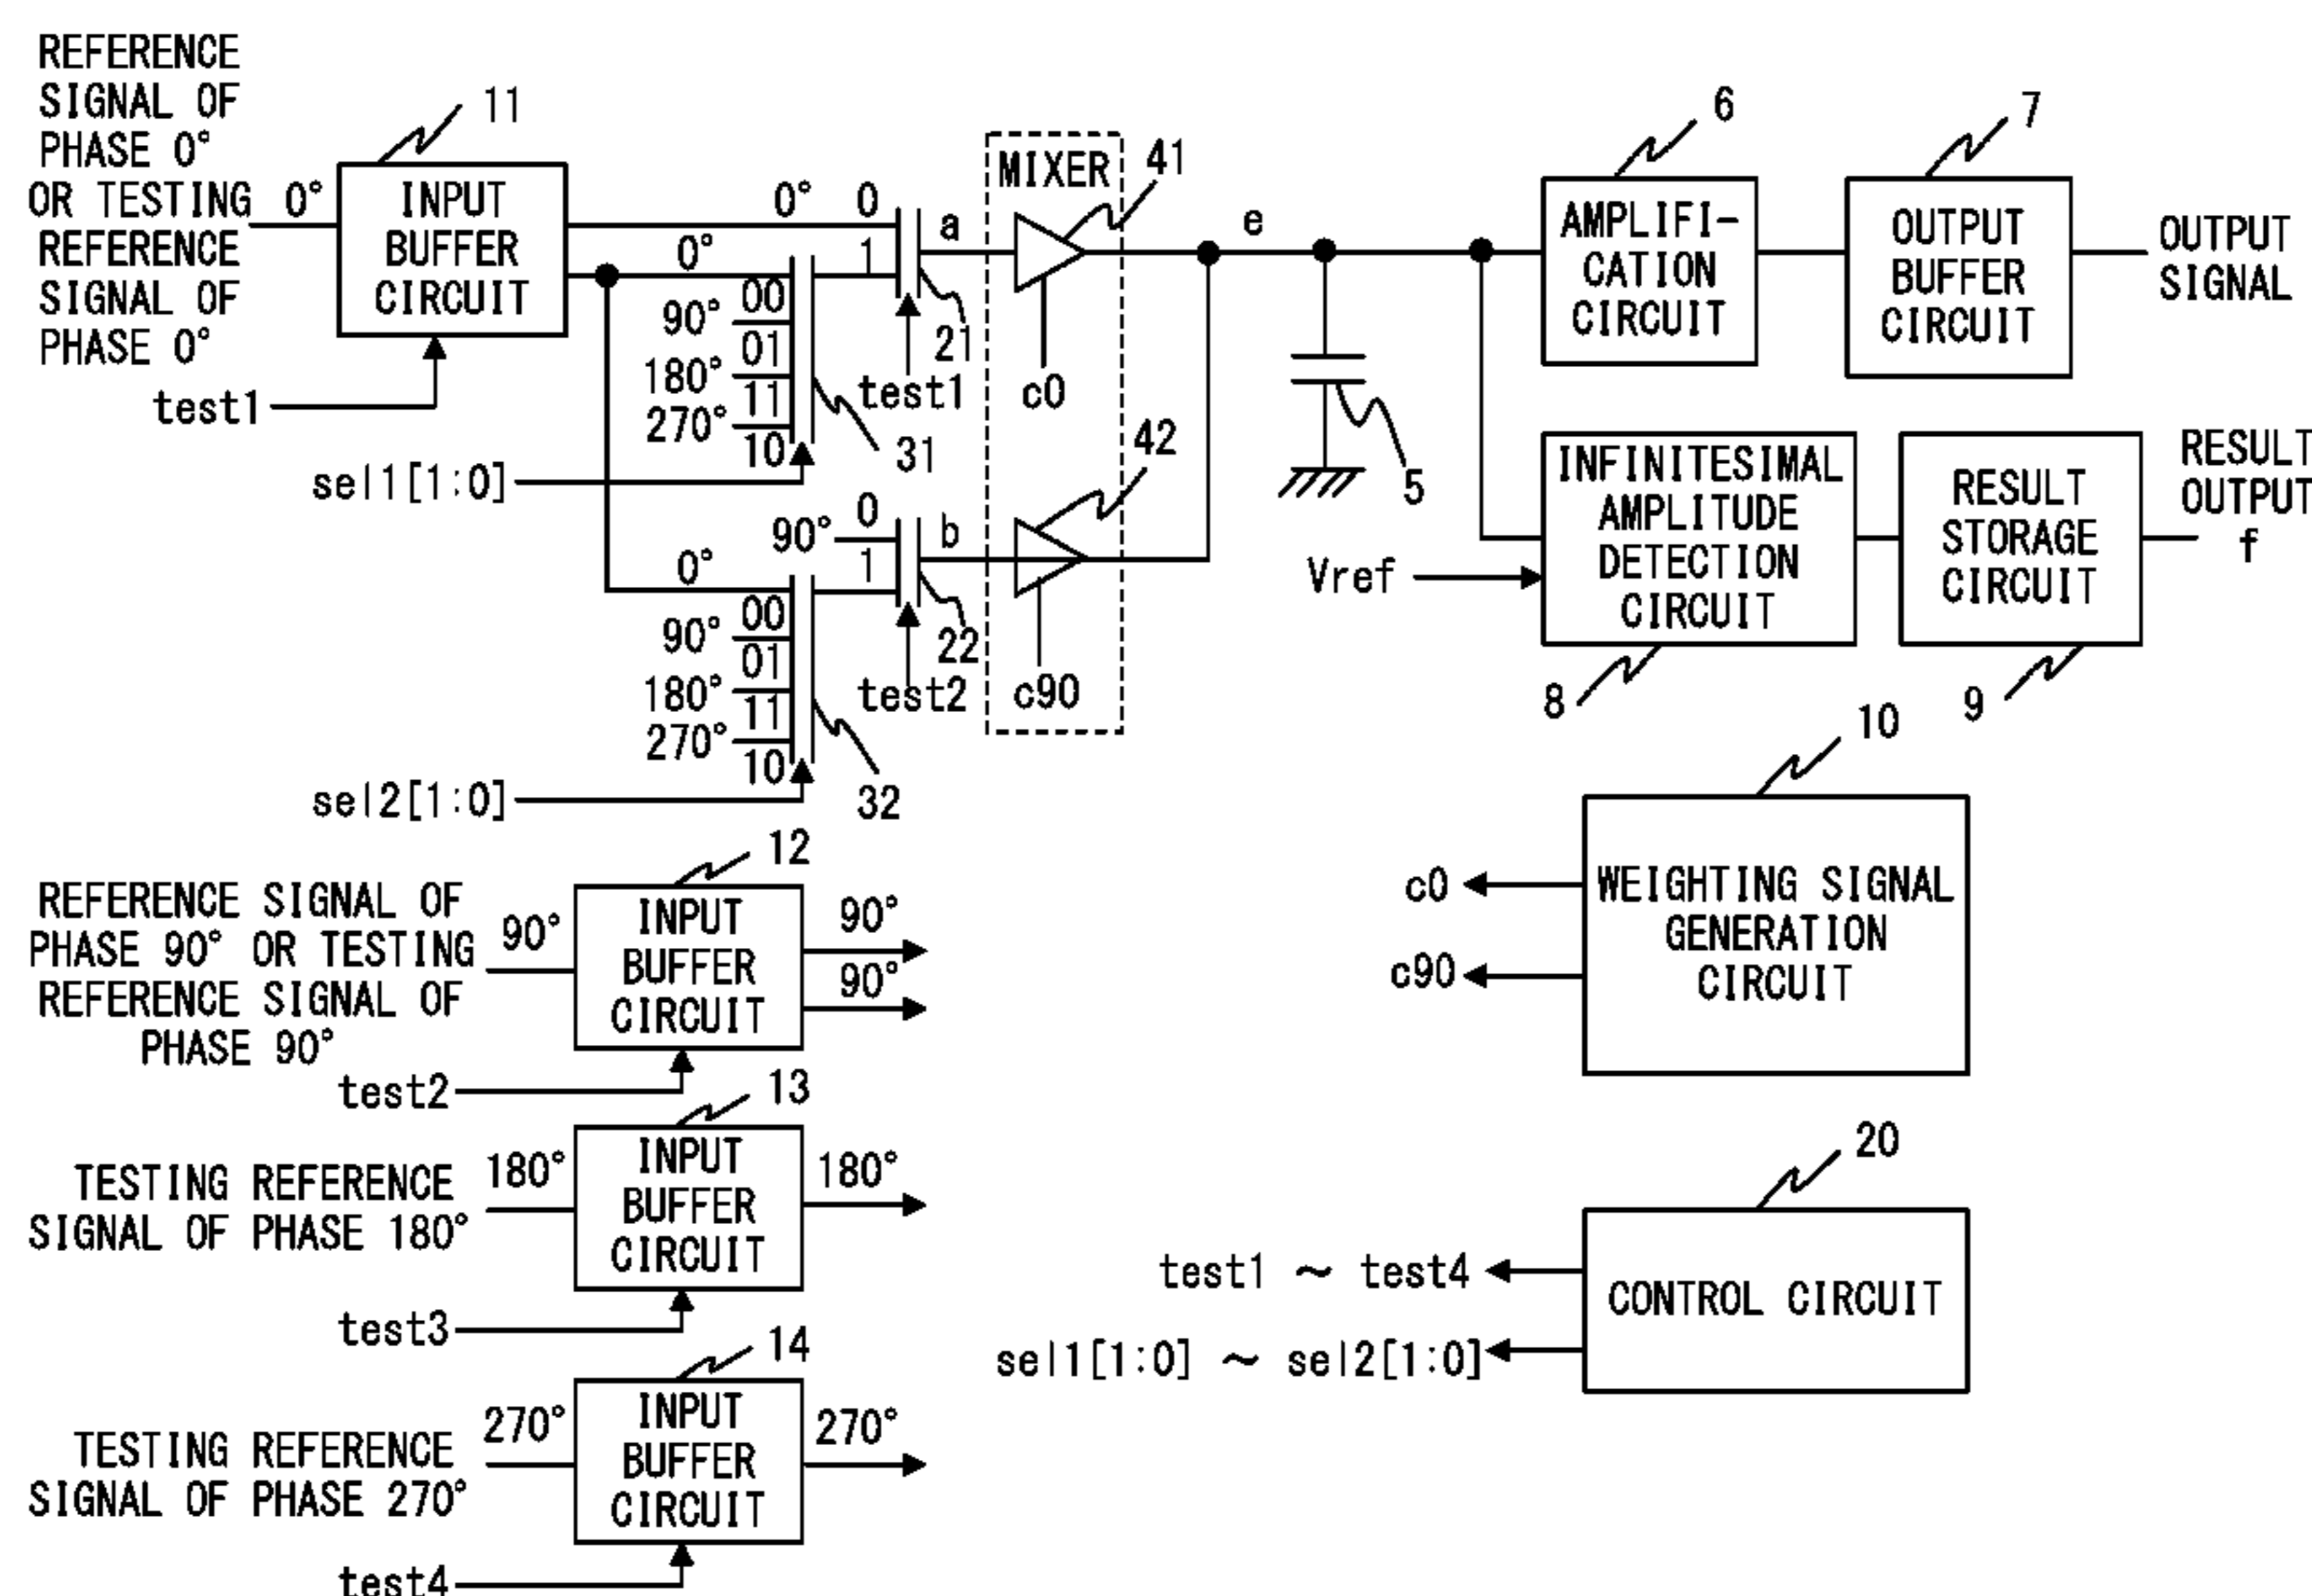 REFERENCE
SIGNAL OF
PHASE 0°
OR TESTING
REFERENCE
SIGNAL OF
PHASE 0°
0°
11
INPUT
BUFFER
CIRCUIT
test1
0°
0
0°
1
00
90°
01
180°
11
270°
10
31
sel1[1:0]
a
21
test1
MIXER
41
c0
e
5
6
AMPLIFI-
CATION
CIRCUIT
7
OUTPUT
BUFFER
CIRCUIT
OUTPUT
SIGNAL
42
90°
0
1
b
22
test2
c90
0°
00
90°
01
180°
11
270°
10
32
sel2[1:0]
Vref
INFINITESIMAL
AMPLITUDE
DETECTION
CIRCUIT
8
RESULT
STORAGE
CIRCUIT
9
RESULT
OUTPUT
f
12
REFERENCE SIGNAL OF
PHASE 90° OR TESTING
REFERENCE SIGNAL OF
PHASE 90°
90°
INPUT
BUFFER
CIRCUIT
90°
90°
test2
10
WEIGHTING SIGNAL
GENERATION
CIRCUIT
c0
c90
13
TESTING REFERENCE
SIGNAL OF PHASE 180°
180°
INPUT
BUFFER
CIRCUIT
180°
test3
20
CONTROL CIRCUIT
test1 ~ test4
sel1[1:0] ~ sel2[1:0]
14
TESTING REFERENCE
SIGNAL OF PHASE 270°
270°
INPUT
BUFFER
CIRCUIT
270°
test4